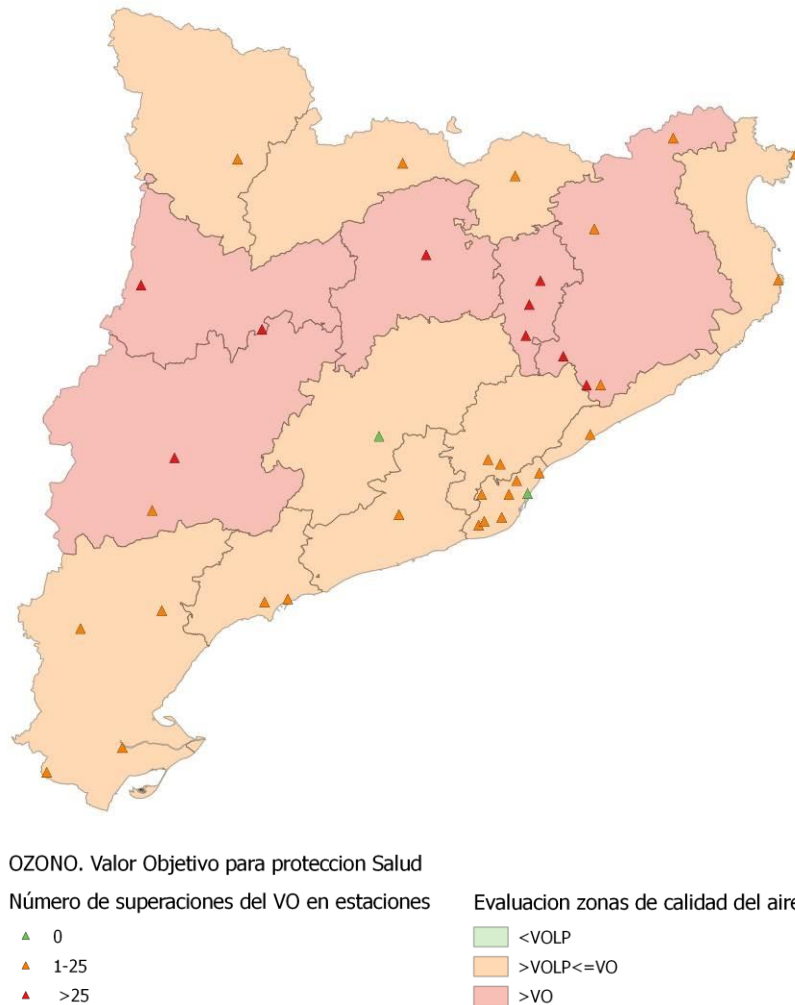 OZONO. Valor Objetivo para proteccion Salud
Número de superaciones del VO en estaciones
0
1-25
>25
Evaluacion zonas de calidad del aire
<VOLP
>VOLP<=VO
>VO